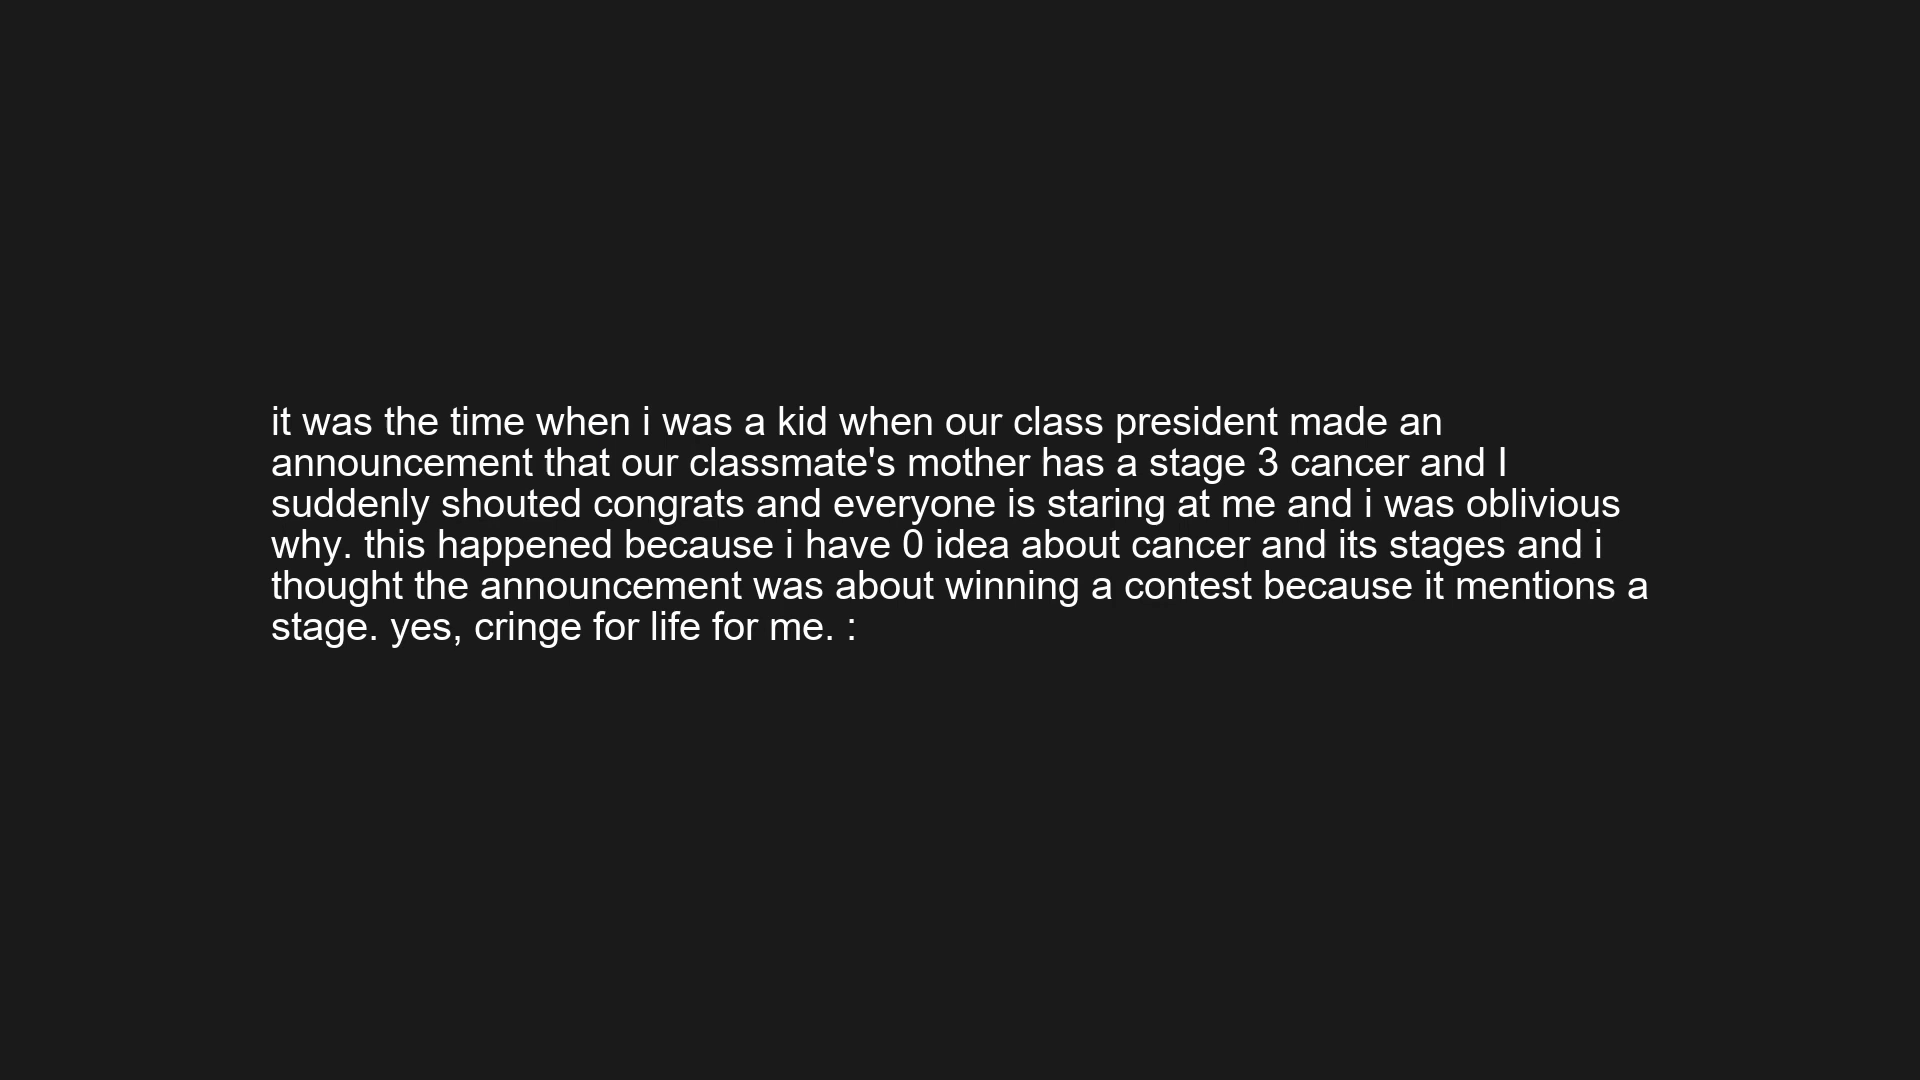 it was the time when i was a kid when our class president made an
announcement that our classmate's mother has a stage 3 cancer and I
suddenly shouted congrats and everyone is staring at me and i was oblivious
why. this happened because i have 0 idea about cancer and its stages and i
thought the announcement was about winning a contest because it mentions a
stage. yes, cringe for life for me. :